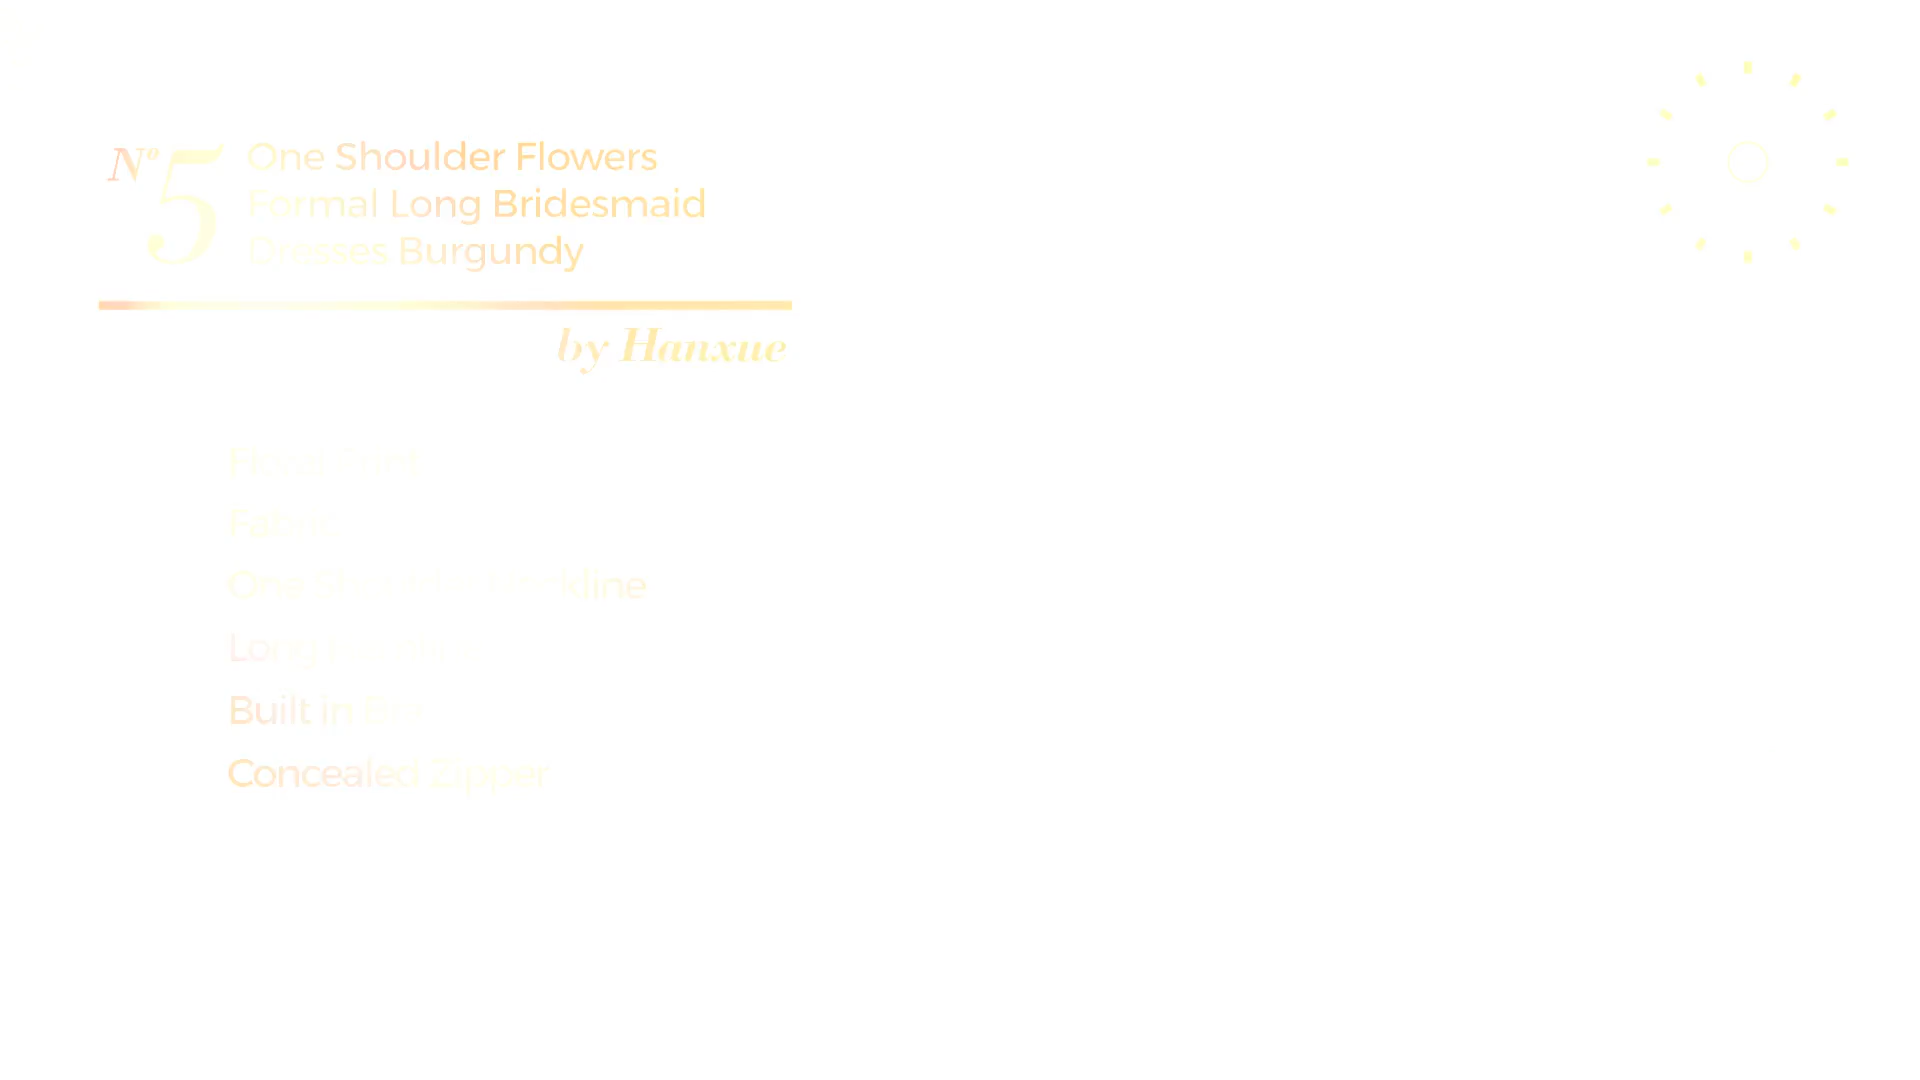 Nº 5
One Shoulder Flowers
Formal Long Bridesmaid
Dresses Burgundy
by Hanxue
Floral Print
Fabric
One Shoulder Neckline
Long
Built in Bra
Concealed Zipper